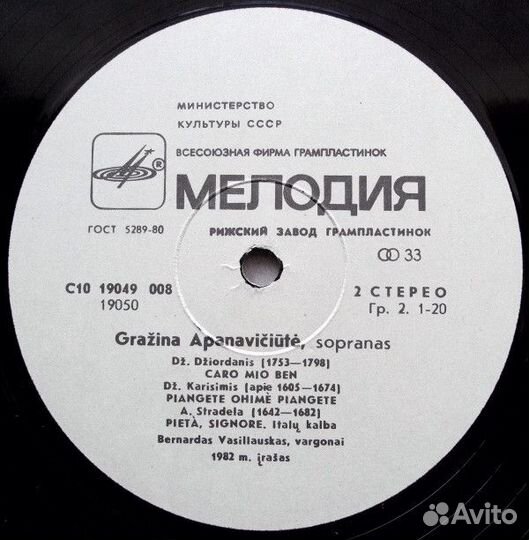 МИНИСТЕРСТВО
КУЛЬТУРЫ СССР
ВСЕСОЮЗНАЯ ФИРМА ГРАМПЛАСТИНОК
®
МЕЛОДИЯ
ГОСТ 5289-80 РИЖСКИЙ ЗАВОД ГРАМПЛАСТИНОК
33
С10 19049 008 2 СТЕРЕО
19050 Гр. 2. 1-20
Gražina Apanavičiūtė, sopranas
Dž. Džiordanis (1753—1798)
CARO MIO BEN
Dž. Karisimis (apie 1605—1674)
PIANGETE OHIMÈ PIANGETE
A. Stradela (1642—1682)
PIETÀ, SIGNORE. Italų kalba
Bernardas Vasiliauskas, vargonai
1982 m. įrašas
Avito